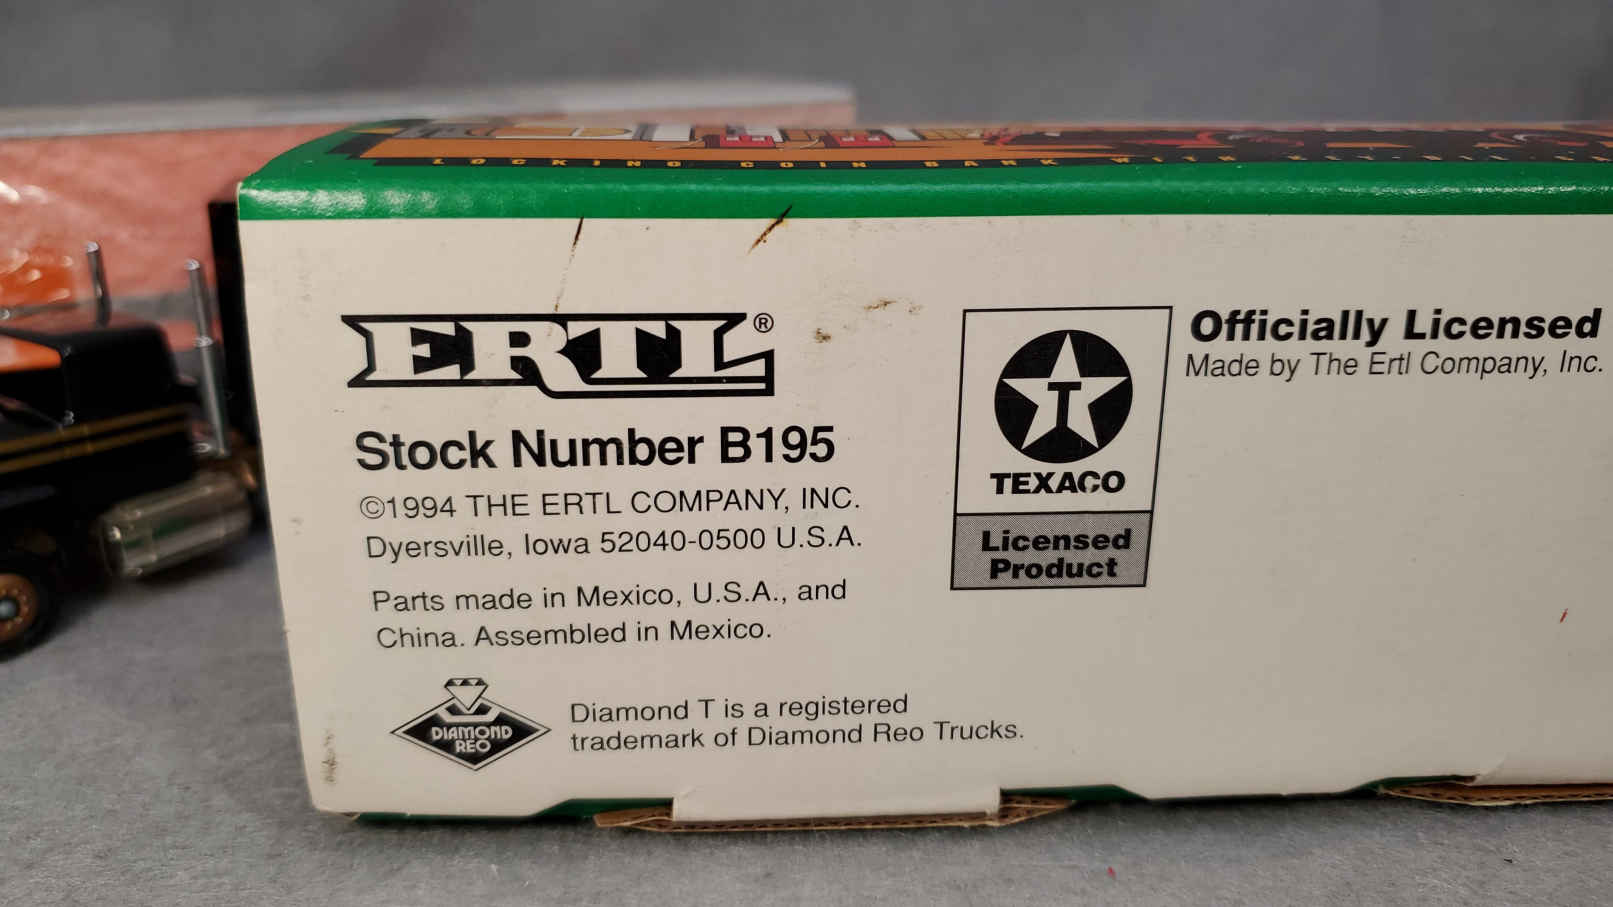 LOCKING COIN BANK WITH
ERTL®
Stock Number B195
©1994 THE ERTL COMPANY, INC.
Dyersville, Iowa 52040-0500 U.S.A.
Parts made in Mexico, U.S.A., and
China. Assembled in Mexico.
DIAMOND
REO
Diamond T is a registered
trademark of Diamond Reo Trucks.
T
TEXACO
Licensed
Product
Officially Licensed
Made by The Ertl Company, Inc.